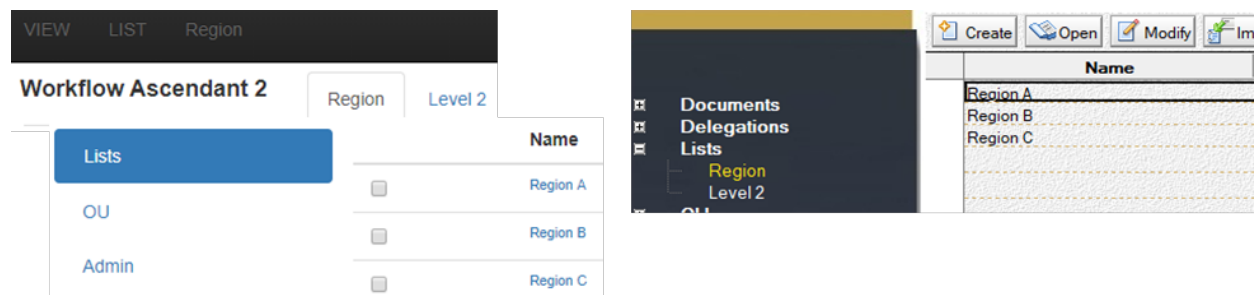 VIEW LIST Region
Workflow Ascendant 2
Region Level 2
Lists
OU
Admin
Name
Region A
Region B
Region C
Create Open Modify Im
Documents
Delegations
Lists
Region
Level 2
OU
Name
Region A
Region B
Region C